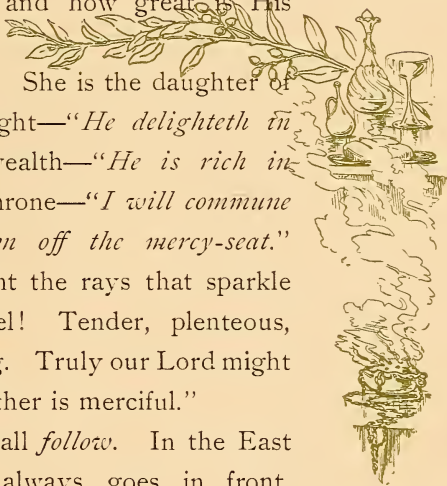 and how great is His
She is the daughter of
ght—“He delighteth in
ealth—“He is rich in
hrone—“I will commune
off the mercy-seat.”
nt the rays that sparkle
el! Tender, plenteous,
. Truly our Lord might
ther is merciful.”
all follow. In the East
always goes in front,